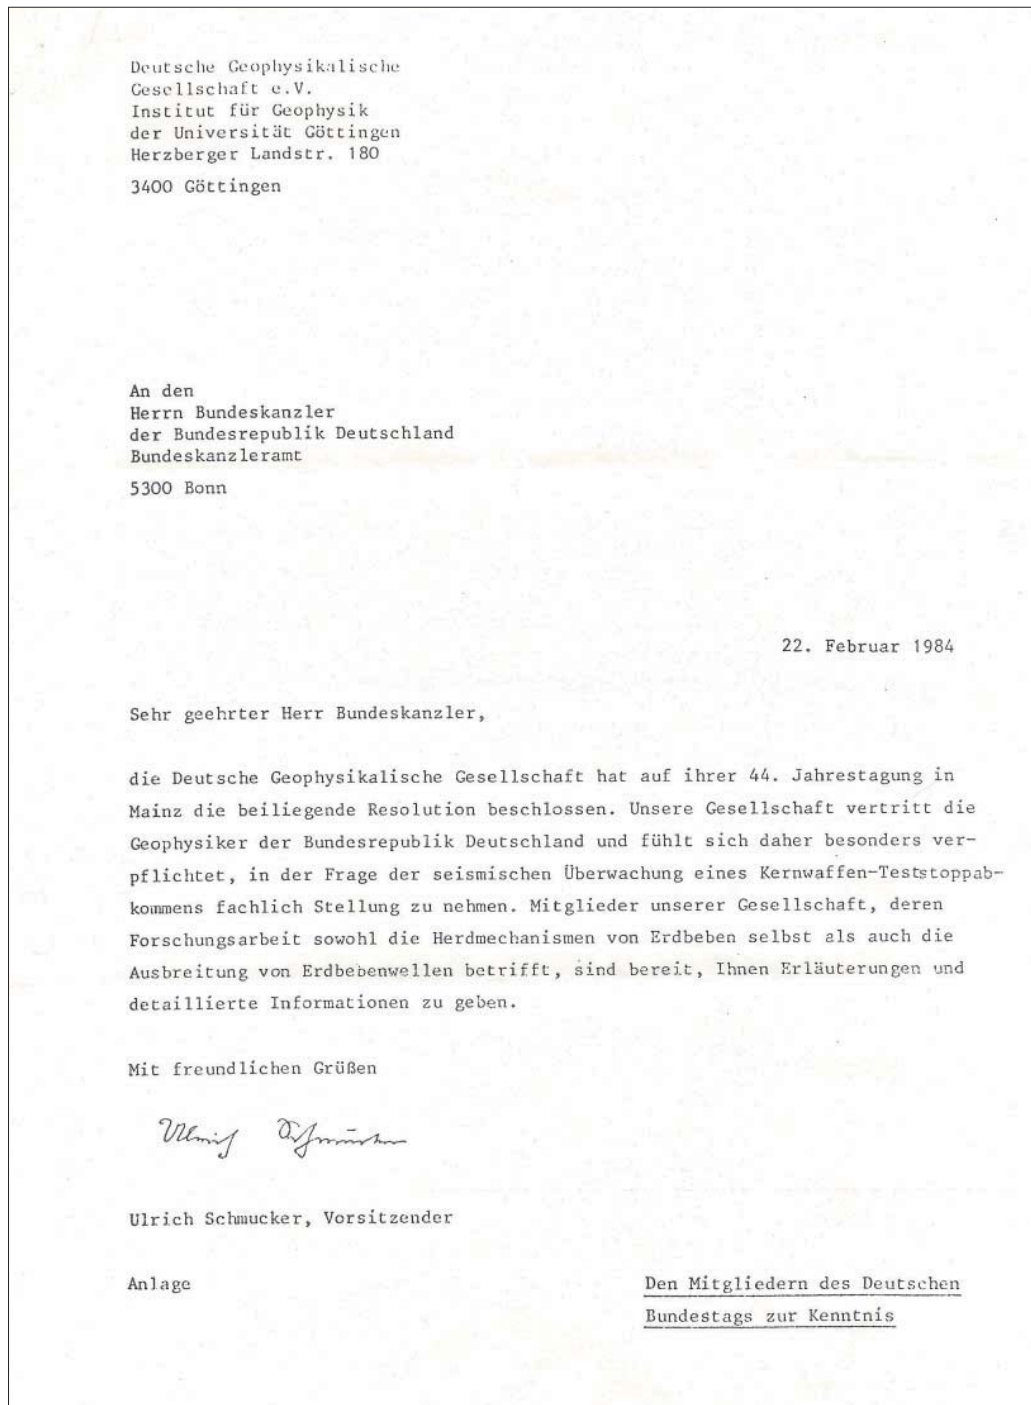 Deutsche Geophysikalische
Gesellschaft e.V.
Institut für Geophysik
der Universität Göttingen
Herzberger Landstr. 180
3400 Göttingen
An den
Herrn Bundeskanzler
der Bundesrepublik Deutschland
Bundeskanzleramt
5300 Bonn
22. Februar 1984
Sehr geehrter Herr Bundeskanzler,
die Deutsche Geophysikalische Gesellschaft hat auf ihrer 44. Jahrestagung in
Mainz die beiliegende Resolution beschlossen. Unsere Gesellschaft vertritt die
Geophysiker der Bundesrepublik Deutschland und fühlt sich daher besonders ver-
pflichtet, in der Frage der seismischen Überwachung eines Kernwaffen-Teststoppab-
kommens fachlich Stellung zu nehmen. Mitglieder unserer Gesellschaft, deren
Forschungsarbeit sowohl die Herdmechanismen von Erdbeben selbst als auch die
Ausbreitung von Erdbebenwellen betrifft, sind bereit, Ihnen Erläuterungen und
detaillierte Informationen zu geben.
Mit freundlichen Grüßen
Ulrich Schmucker
Ulrich Schmucker, Vorsitzender
Anlage
Den Mitgliedern des Deutschen
Bundestags zur Kenntnis